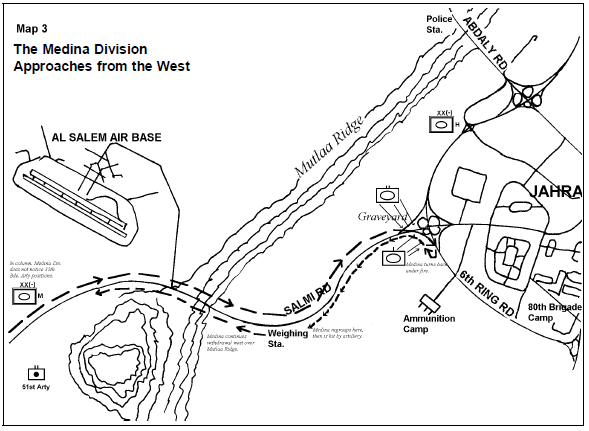 Map 3
The Medina Division
Approaches from the West
Police
Sta.
ABDALY RD.
XX(-)
H
AL SALEM AIR BASE
Mutlaa Ridge
JAHRA
Graveyard
In column, Medina Div.
does not notice 51st
Bde. Arty positions.
XX(-)
M
Medina turns back
under fire.
SALMI RD
6th RING RD.
80th Brigade
Camp
Ammunition
Camp
Weighing
Sta.
Medina regroups here,
then is hit by artillery.
Medina continues
withdrawal west over
Mutlaa Ridge.
51st Arty